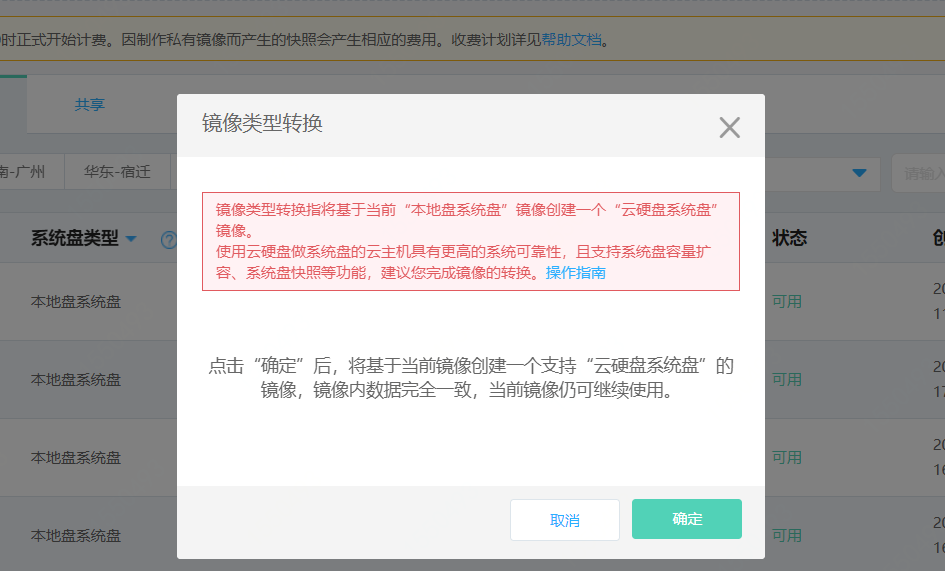 时正式开始计费。因制作私有镜像而产生的快照会产生相应的费用。收费计划详见帮助文档。
共享
镜像类型转换
南-广州
华东-宿迁
请输入
镜像类型转换指将基于当前“本地盘系统盘”镜像创建一个“云硬盘系统盘”
镜像。
使用云硬盘做系统盘的云主机具有更高的系统可靠性，且支持系统盘容量扩
容、系统盘快照等功能，建议您完成镜像的转换。操作指南
系统盘类型
?
状态
创
本地盘系统盘
可用
20
11
点击“确定”后，将基于当前镜像创建一个支持“云硬盘系统盘”的
镜像，镜像内数据完全一致，当前镜像仍可继续使用。
本地盘系统盘
可用
20
17
本地盘系统盘
可用
20
16
取消
确定
本地盘系统盘
可用
20
16